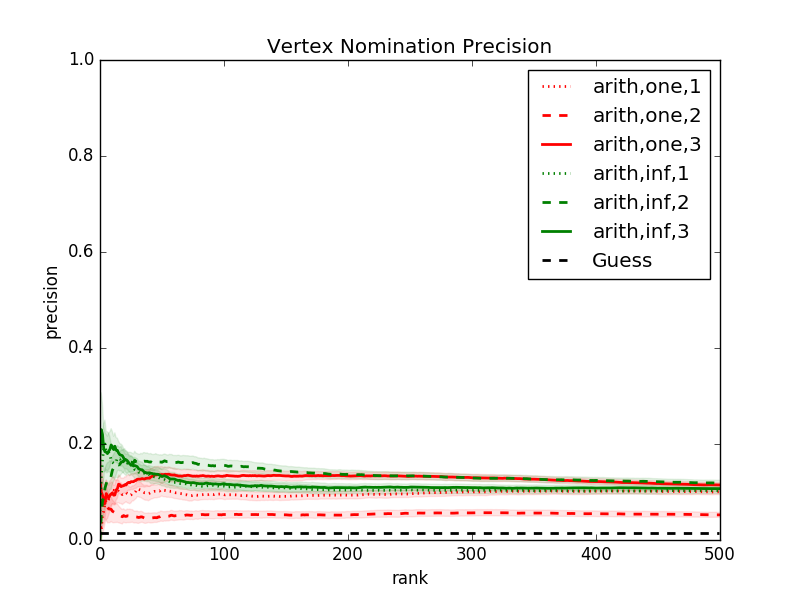 Vertex Nomination Precision
1.0
0.8
0.6
0.4
0.2
0.0
precision
arith,one,1
arith,one,2
arith,one,3
arith,inf,1
arith,inf,2
arith,inf,3
Guess
0 100 200 300 400 500
rank